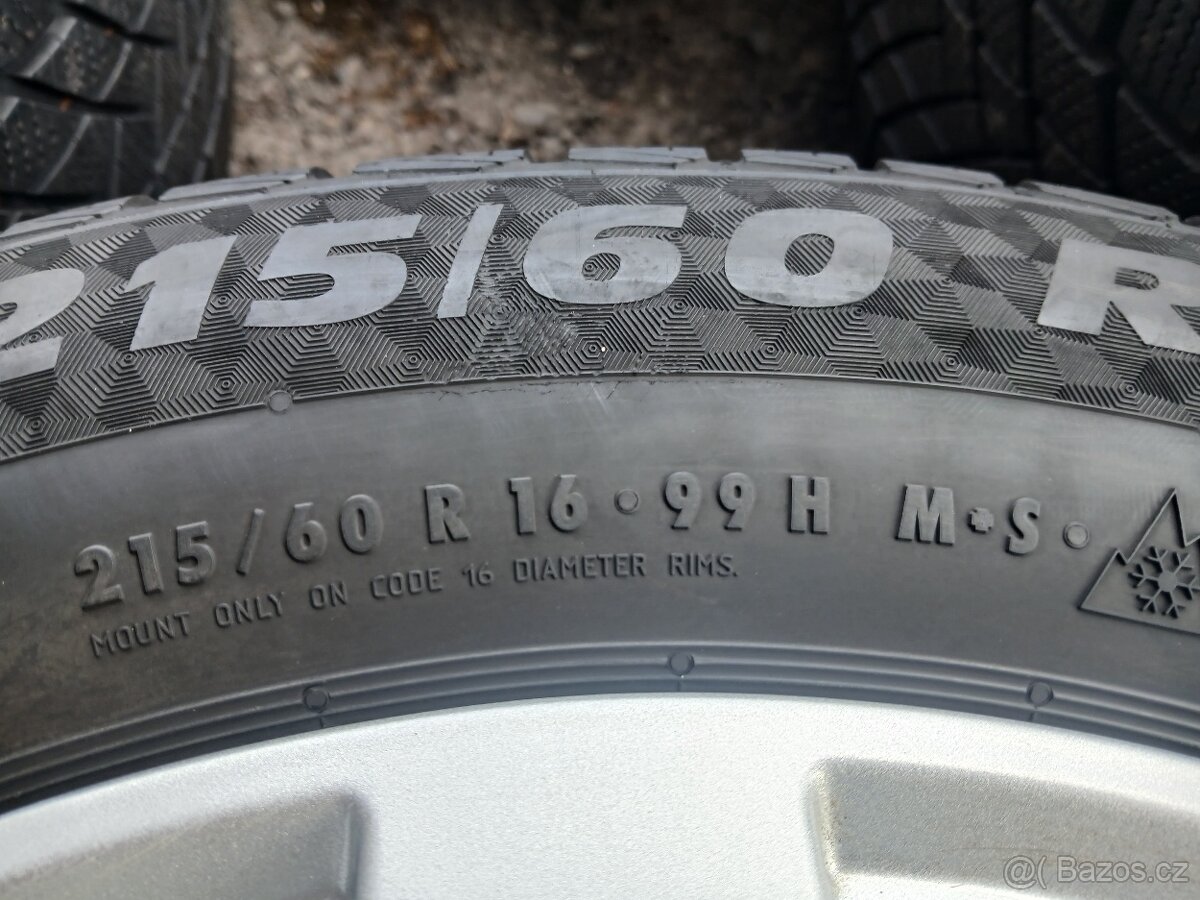 215/60 R
215/60 R 16 • 99 H M+S •
MOUNT ONLY ON CODE 16 DIAMETER RIMS.
@( Bazos.cz